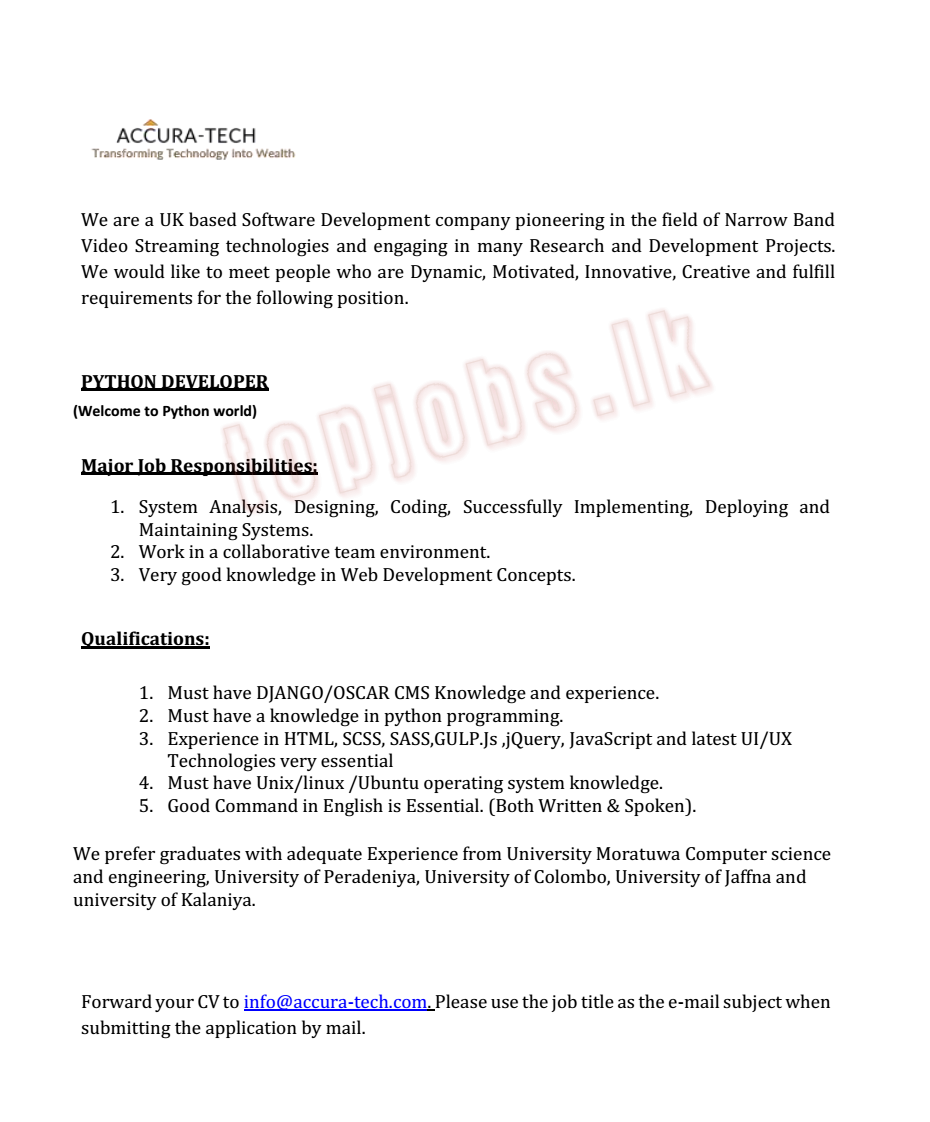 ACCURA-TECH
Transforming Technology into Wealth
We are a UK based Software Development company pioneering in the field of Narrow Band
Video Streaming technologies and engaging in many Research and Development Projects.
We would like to meet people who are Dynamic, Motivated, Innovative, Creative and fulfill
requirements for the following position.
topjobs.lk
PYTHON DEVELOPER
(Welcome to Python world)
Major Job Responsibilities:
1. System Analysis, Designing, Coding, Successfully Implementing, Deploying and
Maintaining Systems.
2. Work in a collaborative team environment.
3. Very good knowledge in Web Development Concepts.
Qualifications:
1. Must have DJANGO/OSCAR CMS Knowledge and experience.
2. Must have a knowledge in python programming.
3. Experience in HTML, SCSS, SASS,GULP.Js ,jQuery, JavaScript and latest UI/UX
Technologies very essential
4. Must have Unix/linux /Ubuntu operating system knowledge.
5. Good Command in English is Essential. (Both Written & Spoken).
We prefer graduates with adequate Experience from University Moratuwa Computer science
and engineering, University of Peradeniya, University of Colombo, University of Jaffna and
university of Kalaniya.
Forward your CV to info@accura-tech.com. Please use the job title as the e-mail subject when
submitting the application by mail.